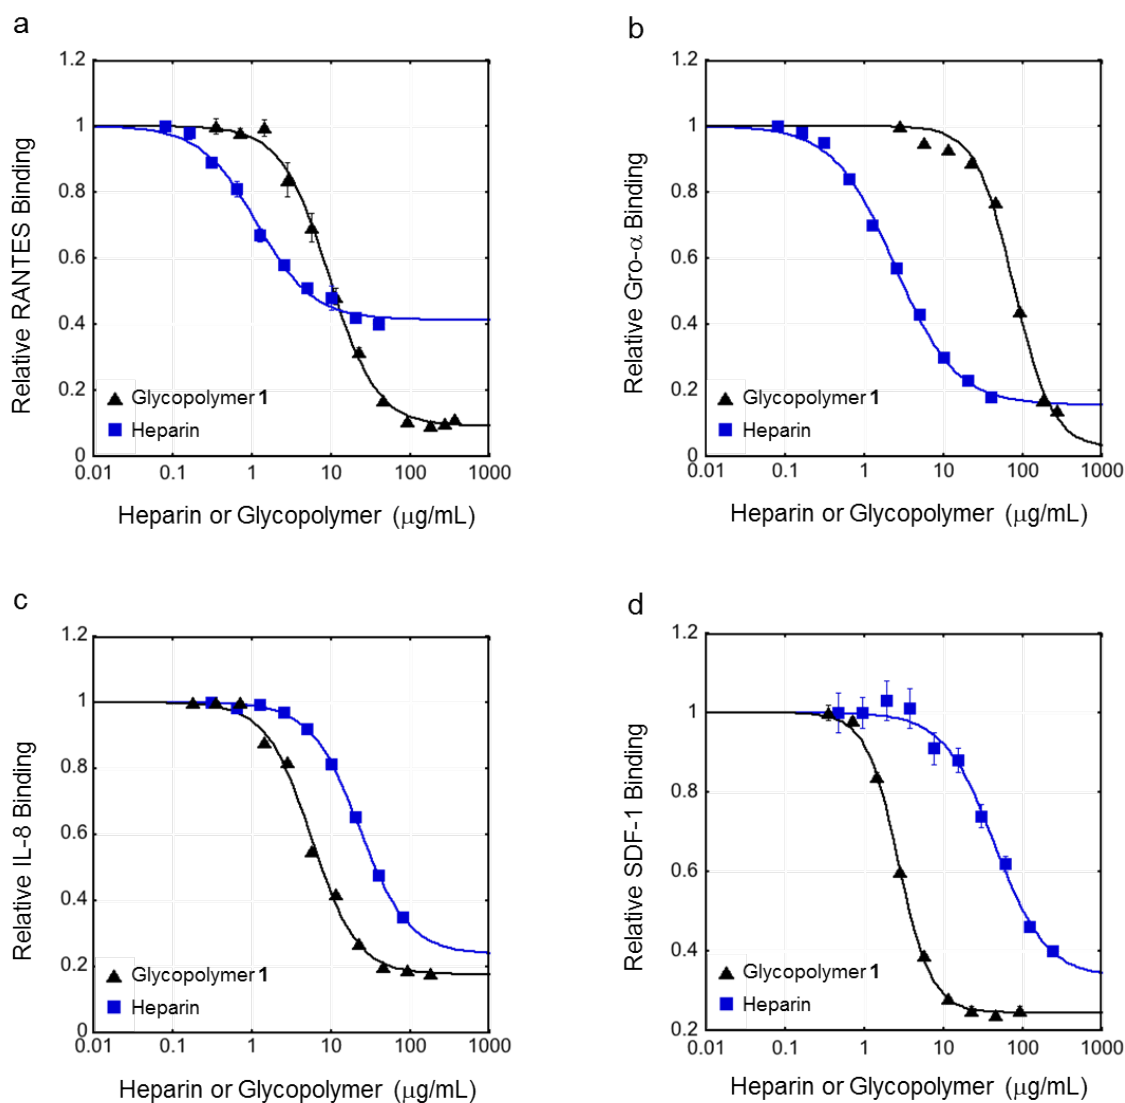 a
1.2
1
0.8
0.6
0.4
0.2
0
Relative RANTES Binding
Glycopolymer 1
Heparin
0.01 0.1 1 10 100 1000
Heparin or Glycopolymer (μg/mL)
b
1.2
1
0.8
0.6
0.4
0.2
0
Relative Gro-α Binding
Glycopolymer 1
Heparin
0.01 0.1 1 10 100 1000
Heparin or Glycopolymer (μg/mL)
c
1.2
1
0.8
0.6
0.4
0.2
0
Relative IL-8 Binding
Glycopolymer 1
Heparin
0.01 0.1 1 10 100 1000
Heparin or Glycopolymer (μg/mL)
d
1.2
1
0.8
0.6
0.4
0.2
Relative SDF-1 Binding
Glycopolymer 1
Heparin
0.01 0.1 1 10 100 1000
Heparin or Glycopolymer (μg/mL)